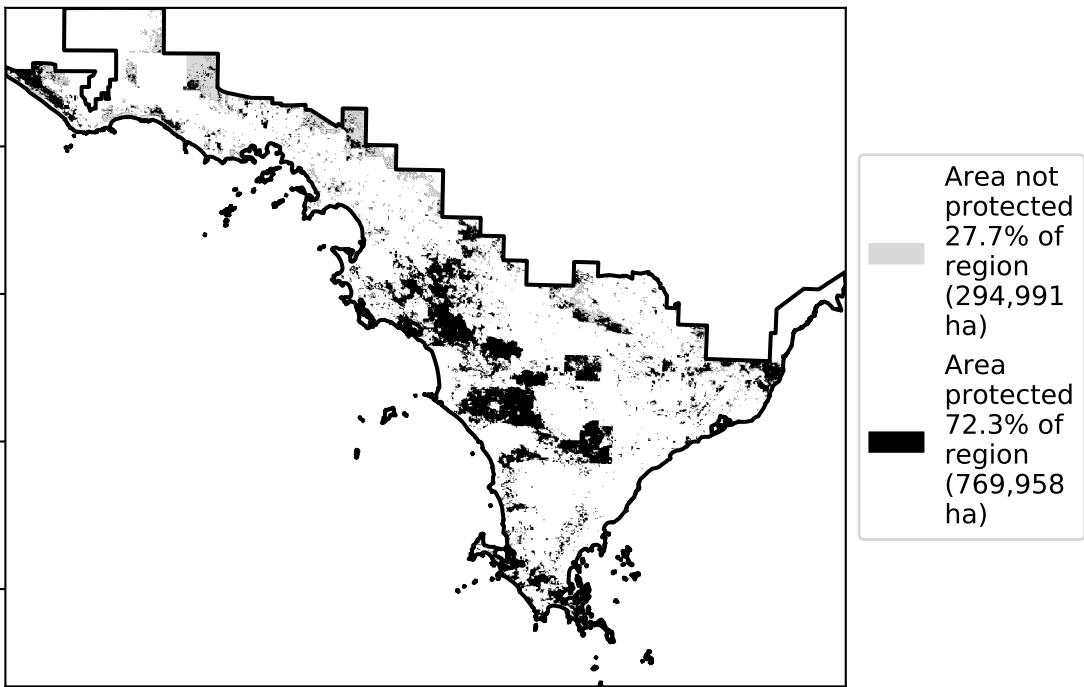 Area not
protected
27.7% of
region
(294,991
ha)
Area
protected
72.3% of
region
(769,958
ha)